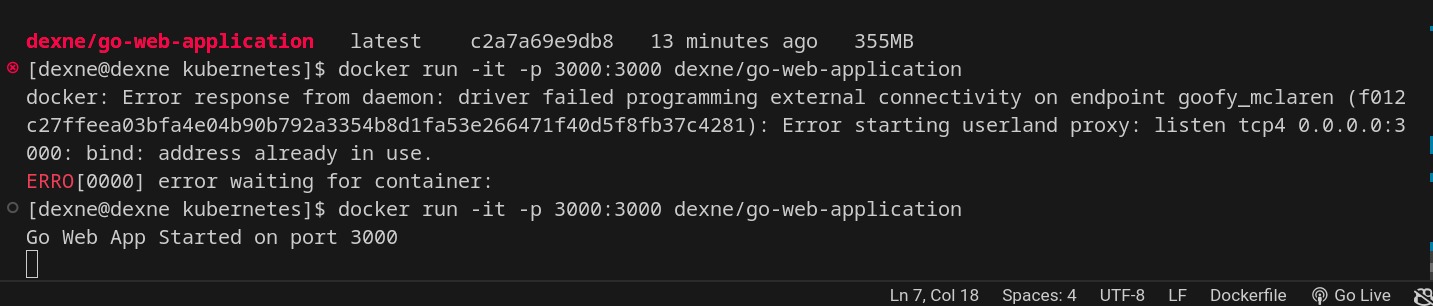 dexne/go-web-application   latest    c2a7a69e9db8   13 minutes ago   355MB
[dexne@dexne kubernetes]$ docker run -it -p 3000:3000 dexne/go-web-application
docker: Error response from daemon: driver failed programming external connectivity on endpoint goofy_mclaren (f012
c27ffeea03bfa4e04b90b792a3354b8d1fa53e266471f40d5f8fb37c4281): Error starting userland proxy: listen tcp4 0.0.0.0:3
000: bind: address already in use.
ERRO[0000] error waiting for container:
[dexne@dexne kubernetes]$ docker run -it -p 3000:3000 dexne/go-web-application
Go Web App Started on port 3000
Ln 7, Col 18   Spaces: 4   UTF-8   LF   Dockerfile   Go Live